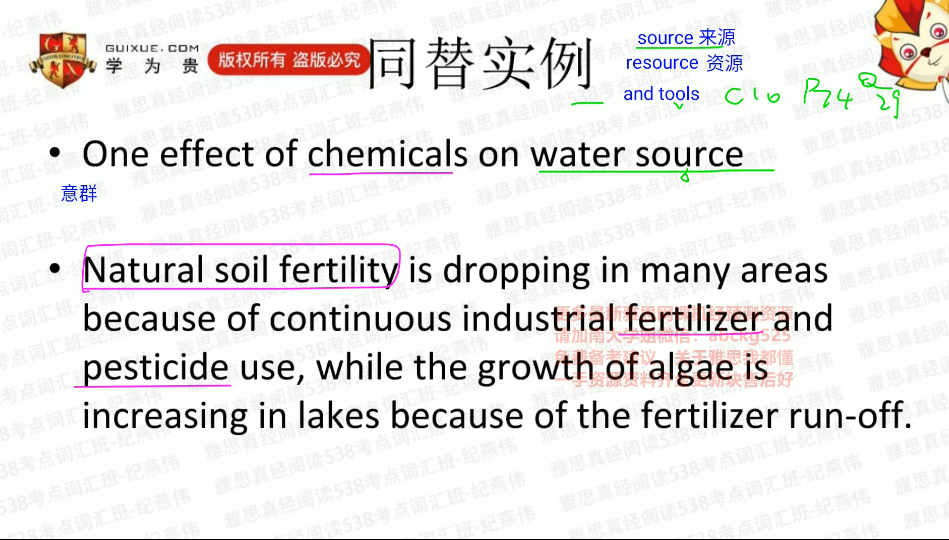 GUIXUE.COM
学为贵
版权所有 盗版必究
同替实例
source 来源
resource 资源
and tools
C10 P74 Q29
• One effect of chemicals on water source
意群
• Natural soil fertility is dropping in many areas
because of continuous industrial fertilizer and
pesticide use, while the growth of algae is
increasing in lakes because of the fertilizer run-off.
请加南大学姐微信：abckg525
雅思真经阅读538考点词汇班-纪燕伟